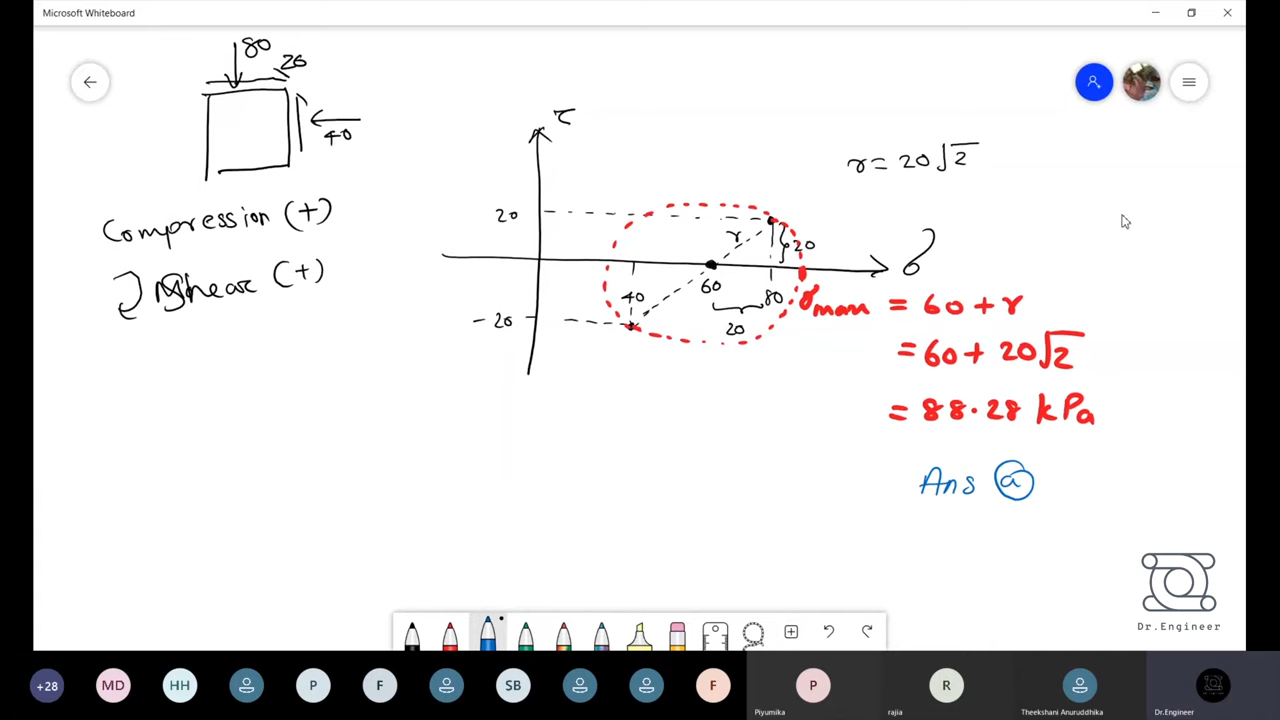 Microsoft Whiteboard
80
20
40
Compression (+)
Shear (+)
τ
r = 20√2
20
r
20
σ
40
60
80
-20
20
σmax = 60 + r
= 60 + 20√2
= 88.28 kPa
Ans ⓐ
Dr.Engineer
+28
MD
HH
P
F
SB
F
P
R
Piyumika
rajia
Theekshani Anuruddhika
Dr.Engineer